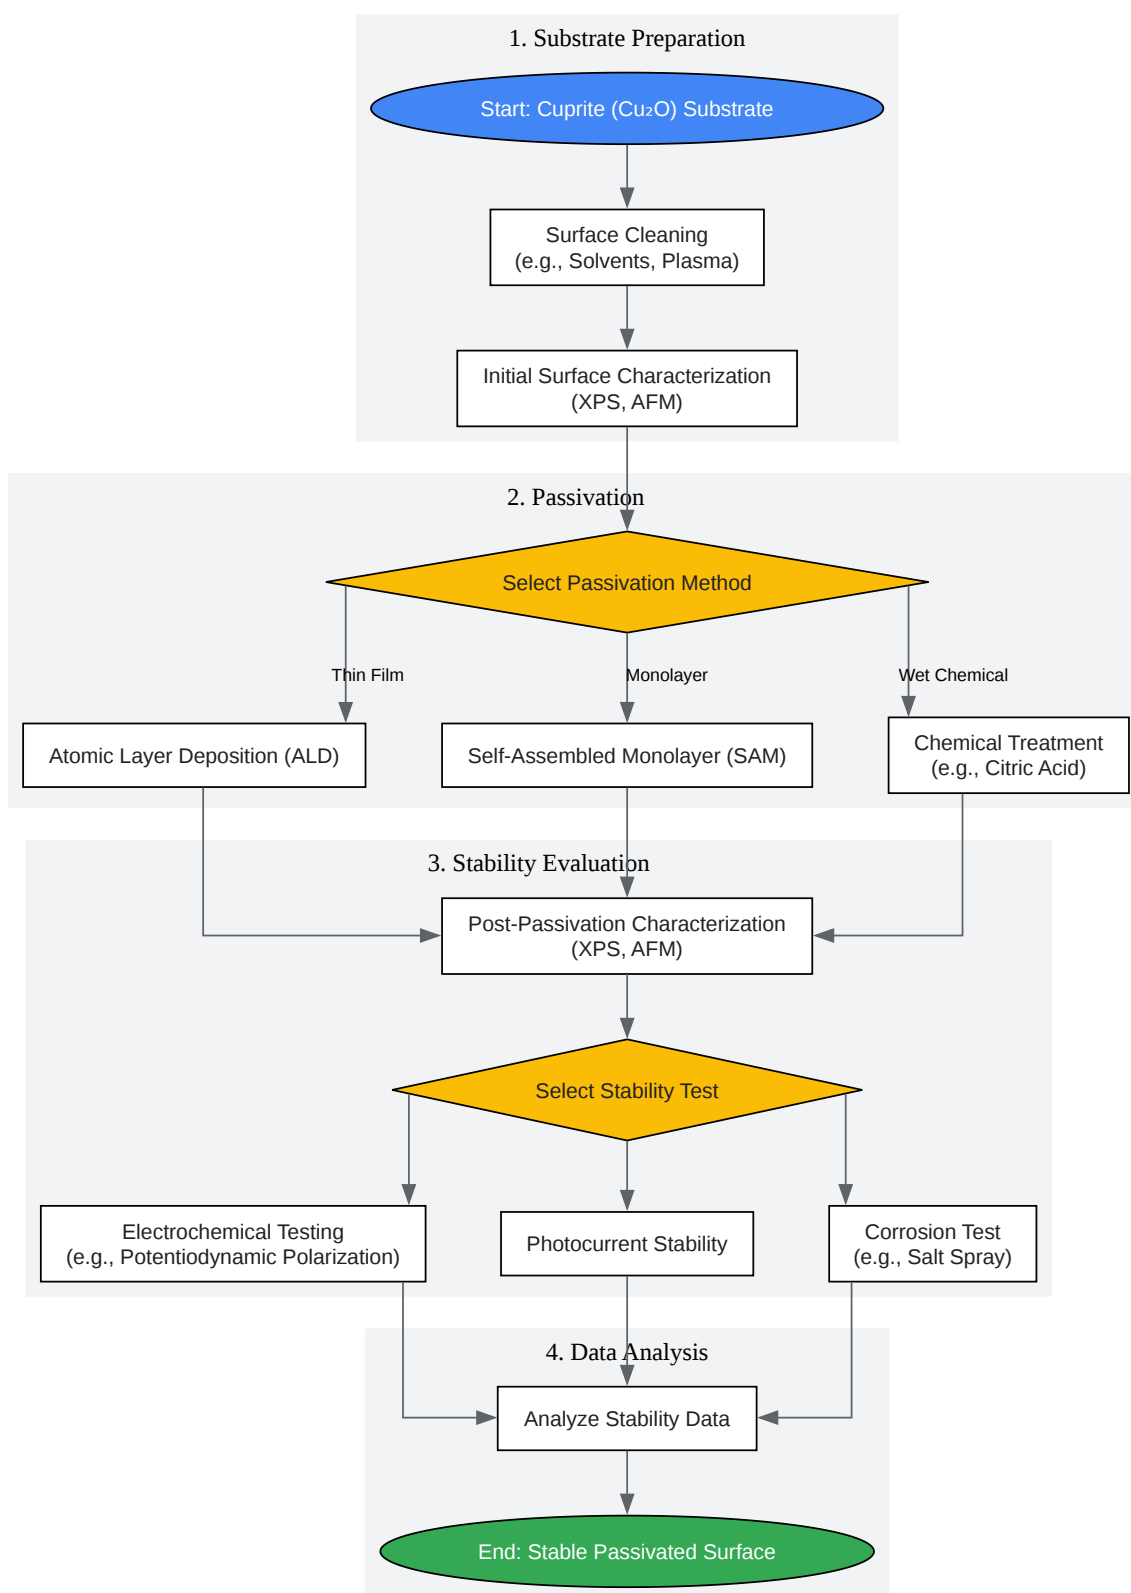 1. Substrate Preparation
Start: Cuprite (Cu₂O) Substrate
Surface Cleaning
(e.g., Solvents, Plasma)
Initial Surface Characterization
(XPS, AFM)
2. Passivation
Select Passivation Method
Thin Film
Monolayer
Wet Chemical
Atomic Layer Deposition (ALD)
Self-Assembled Monolayer (SAM)
Chemical Treatment
(e.g., Citric Acid)
3. Stability Evaluation
Post-Passivation Characterization
(XPS, AFM)
Select Stability Test
Electrochemical Testing
(e.g., Potentiodynamic Polarization)
Photocurrent Stability
Corrosion Test
(e.g., Salt Spray)
4. Data Analysis
Analyze Stability Data
End: Stable Passivated Surface